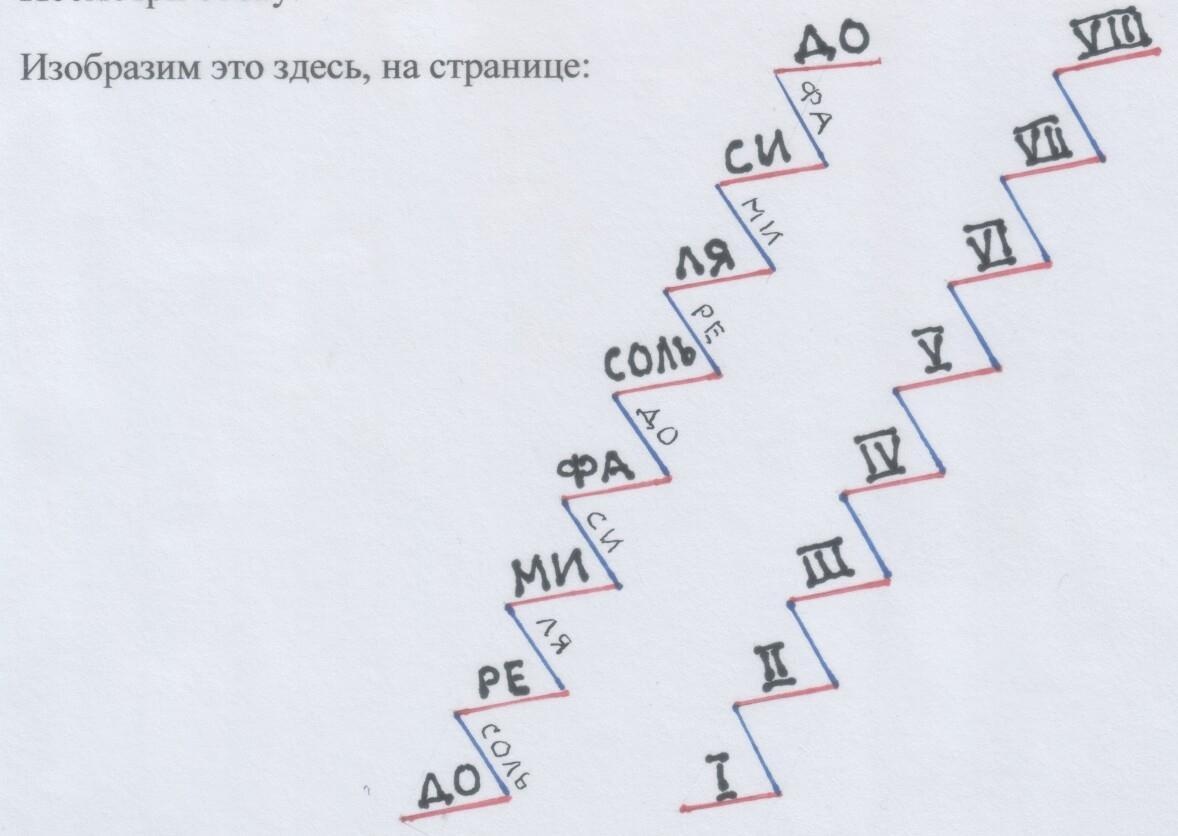 Изобразим это здесь, на странице:
ДО
VIII
ФА
СИ
VII
МИ
ЛЯ
VI
РЕ
СОЛЬ
V
ДО
ФА
IV
СИ
МИ
III
ЛЯ
РЕ
II
СОЛЬ
ДО
I